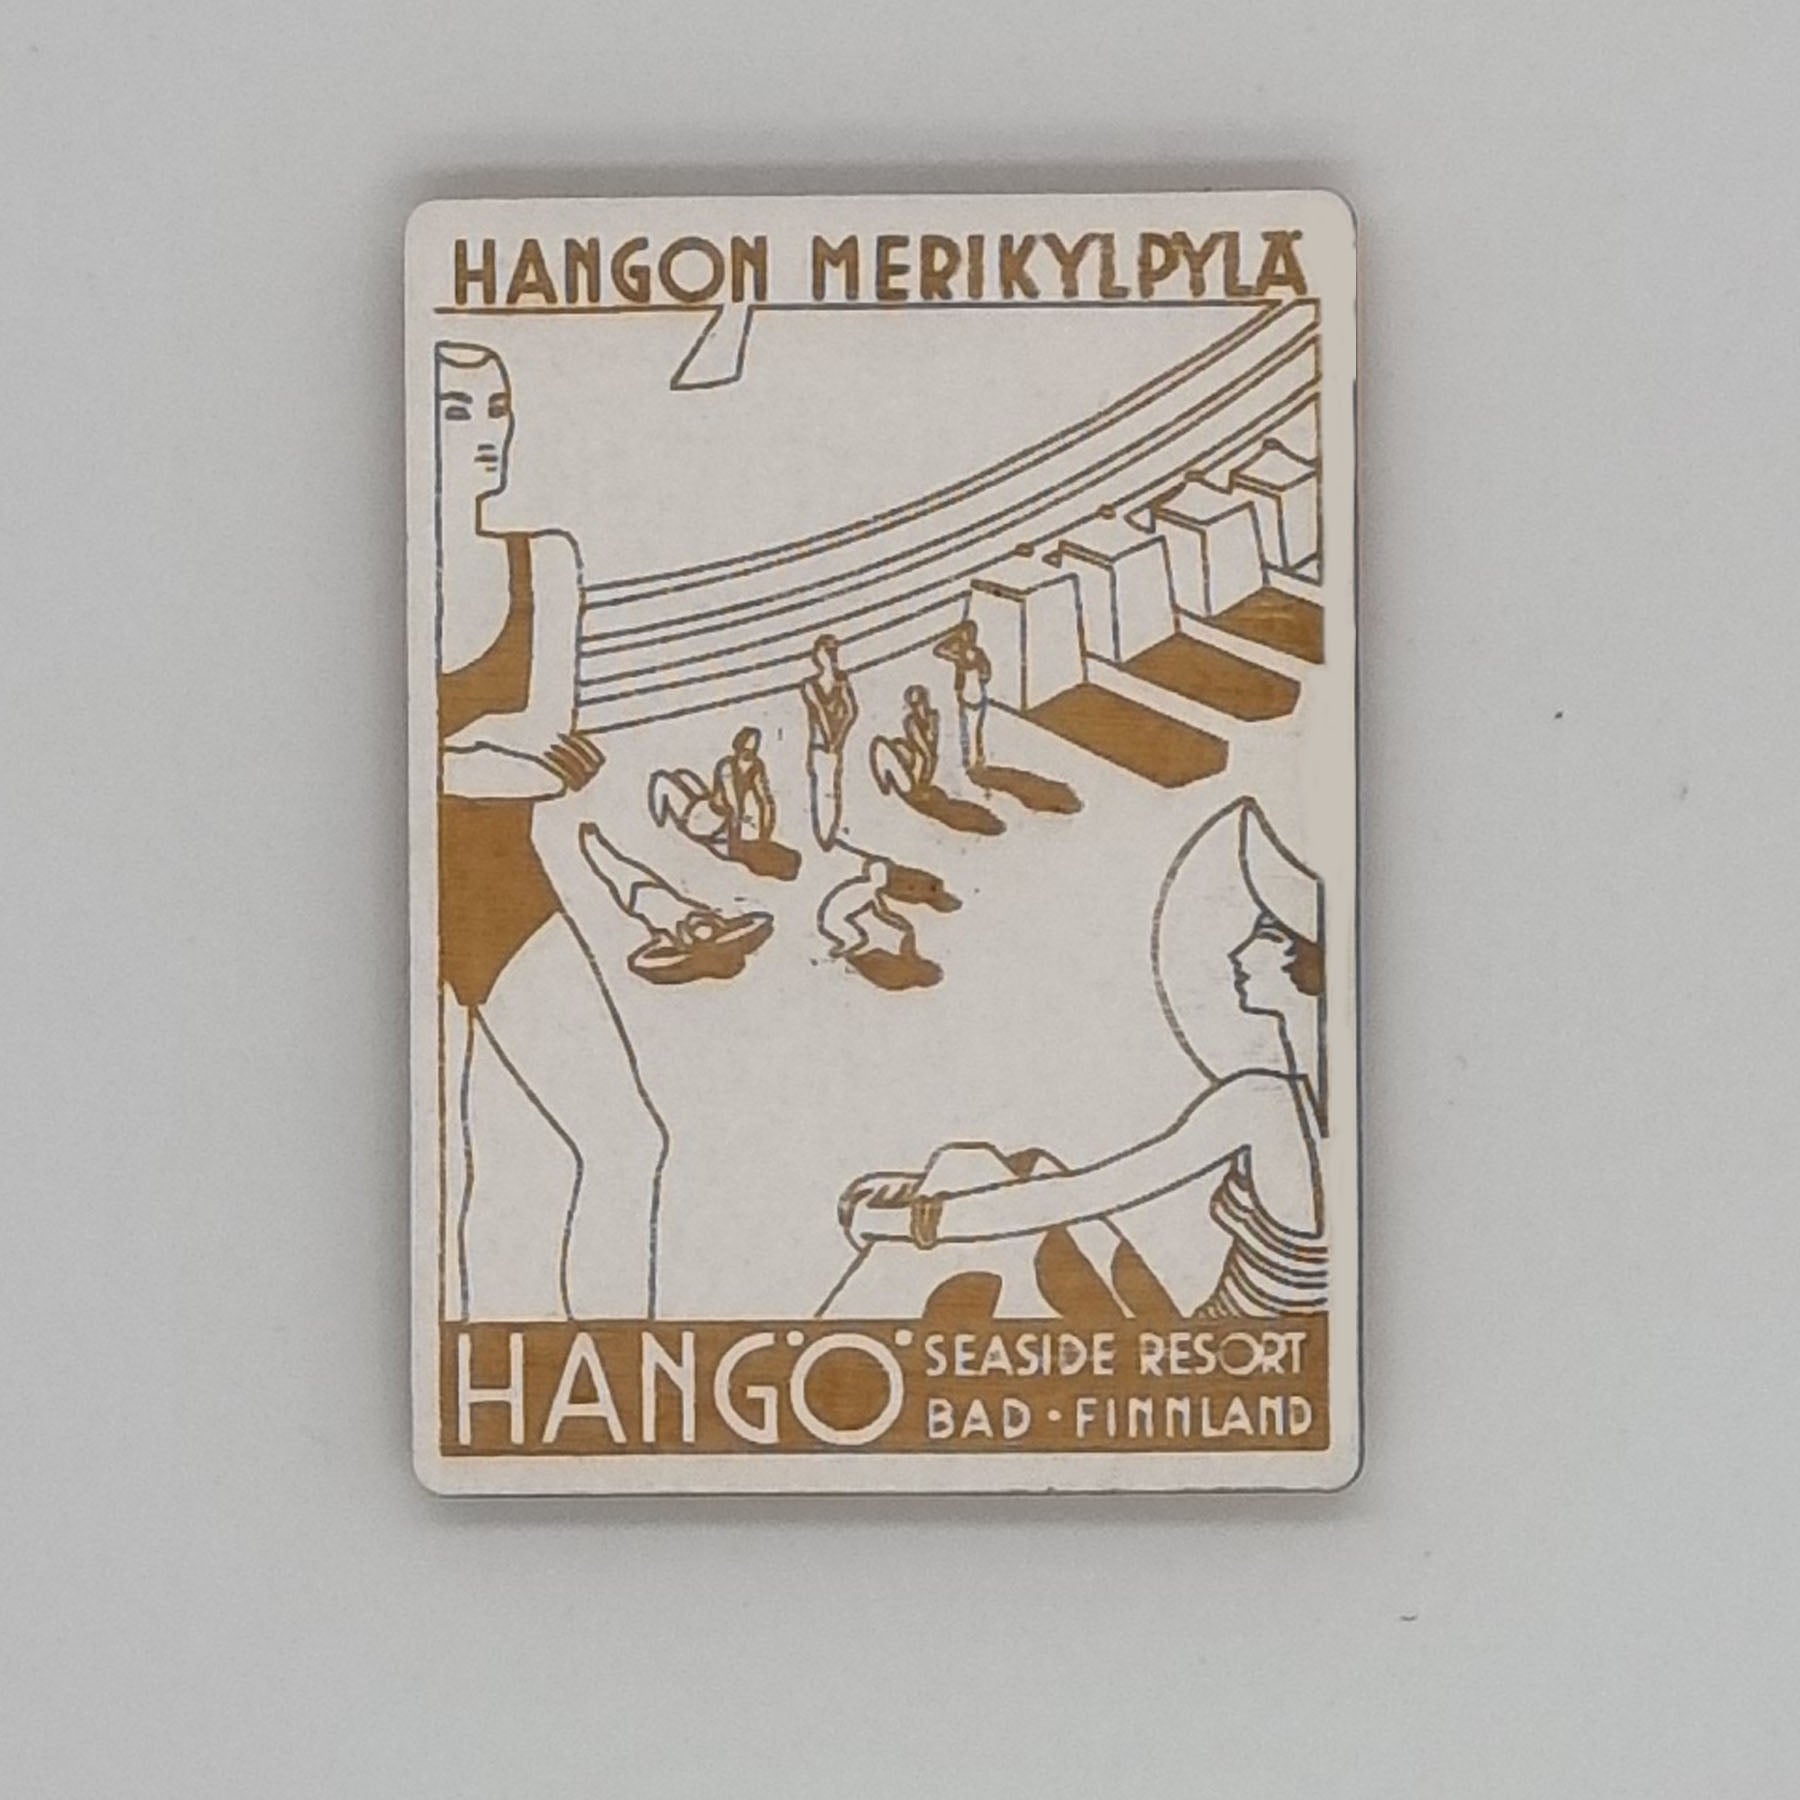 HANGON MERIKYLPYLÄ
HANGÖ
SEASIDE RESORT
BAD · FINNLAND